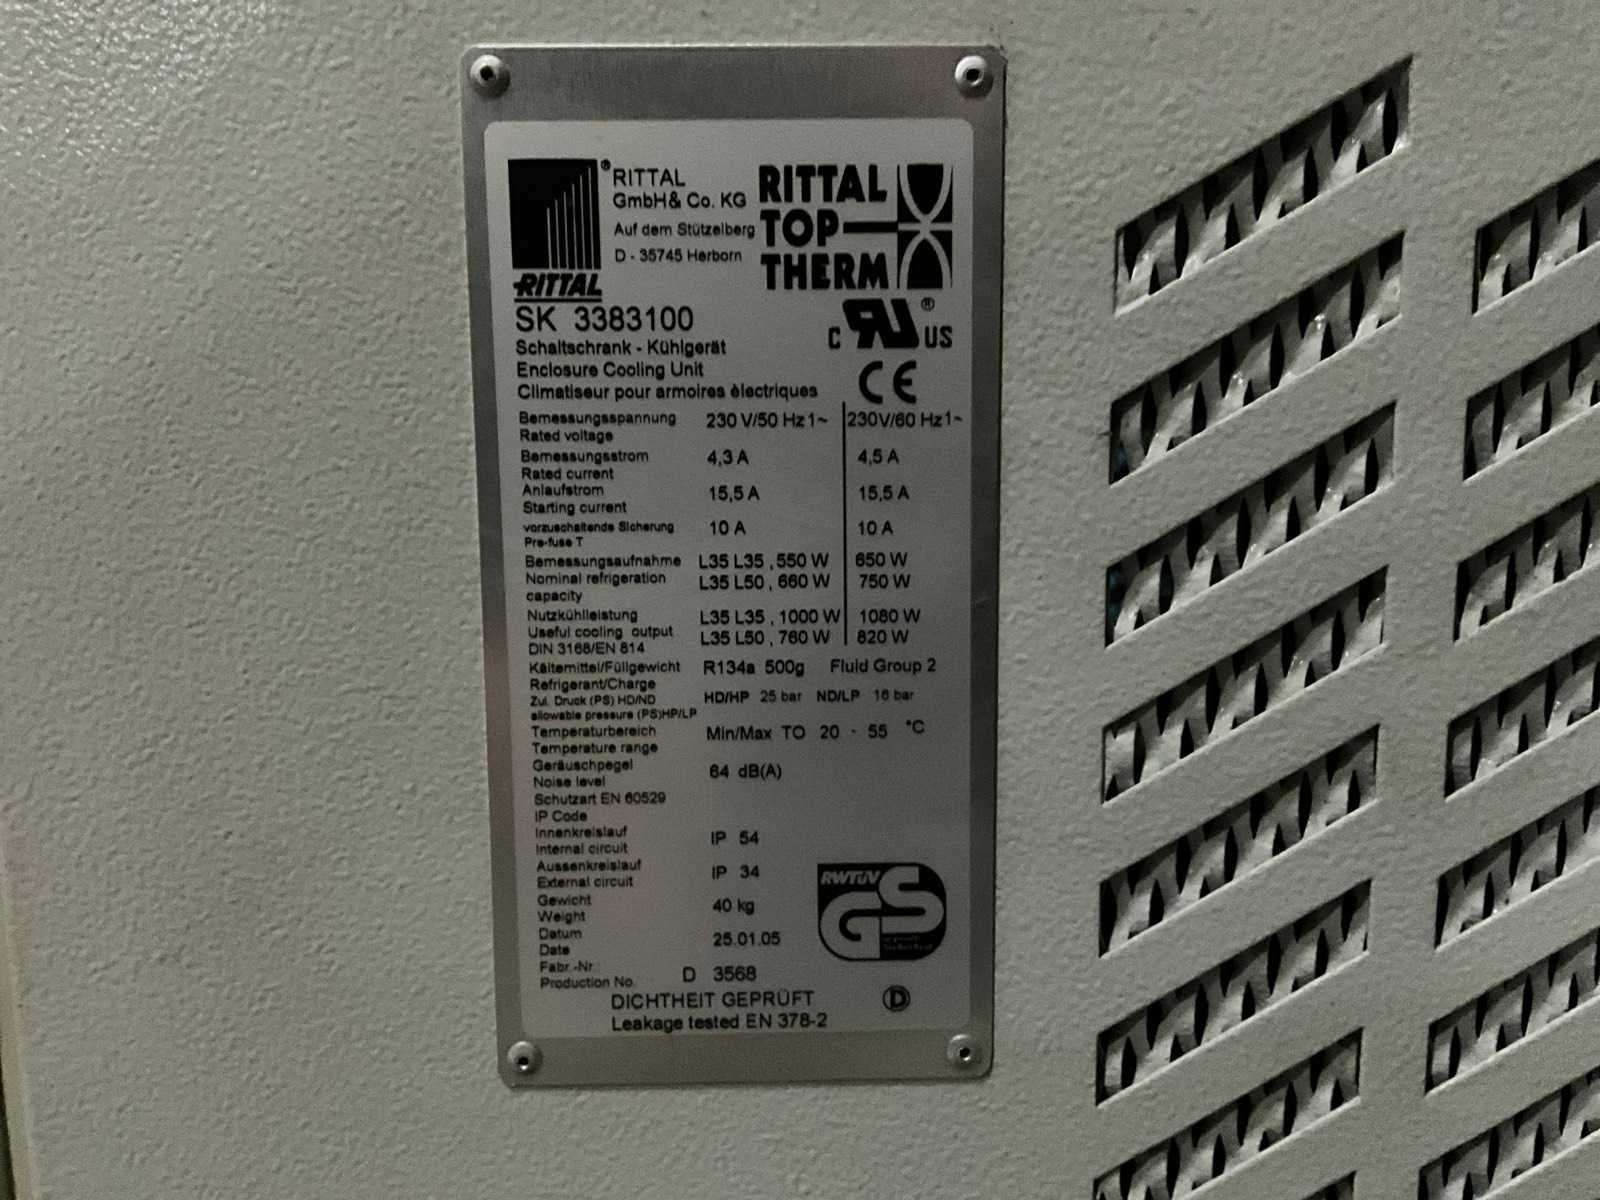 RITTAL
GmbH & Co. KG
Auf dem Stützelberg
D - 35745 Herborn
RITTAL
TOP
THERM
RITTAL
SK 3383100
C US
Schaltschrank - Kühlgerät
Enclosure Cooling Unit
Climatiseur pour armoires èlectriques
CE
Bemessungsspannung 230 V/50 Hz 1~ 230V/60 Hz 1~
Rated voltage
Bemessungsstrom 4,3 A 4,5 A
Rated current
Anlaufstrom 15,5 A 15,5 A
Starting current
vorzuschaltende Sicherung 10 A 10 A
Pre-fuse T
Bemessungsaufnahme L35 L35 , 550 W 650 W
Nominal refrigeration L35 L50 , 660 W 750 W
capacity
Nutzkühlleistung L35 L35 , 1000 W 1080 W
Useful cooling output L35 L50 , 760 W 820 W
DIN 3168/EN 814
Kältemittel/Füllgewicht R134a 500g Fluid Group 2
Refrigerant/Charge
Zul. Druck (PS) HD/ND HD/HP 25 bar ND/LP 16 bar
allowable pressure (PS)HP/LP
Temperaturbereich Min/Max TO 20 - 55 °C
Temperature range
Geräuschpegel 64 dB(A)
Noise level
Schutzart EN 60529
IP Code
Innenkreislauf IP 54
Internal circuit
Aussenkreislauf IP 34
External circuit
Gewicht 40 kg
Weight
Datum 25.01.05
Date
Fabr.-Nr. D 3568
Production No.
RWTÜV
GS
DICHTHEIT GEPRÜFT D
Leakage tested EN 378-2